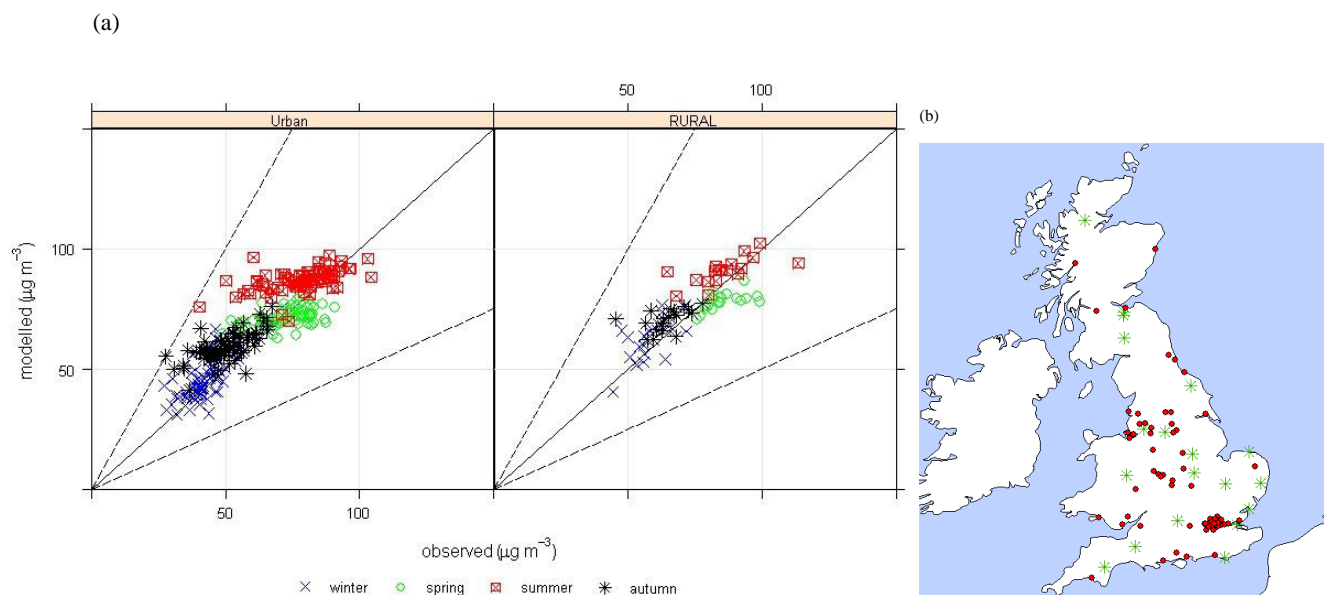 (a)
50 100
Urban RURAL
(b)
100
50
modelled (µg m⁻³)
50 100
observed (µg m⁻³)
winter spring summer autumn